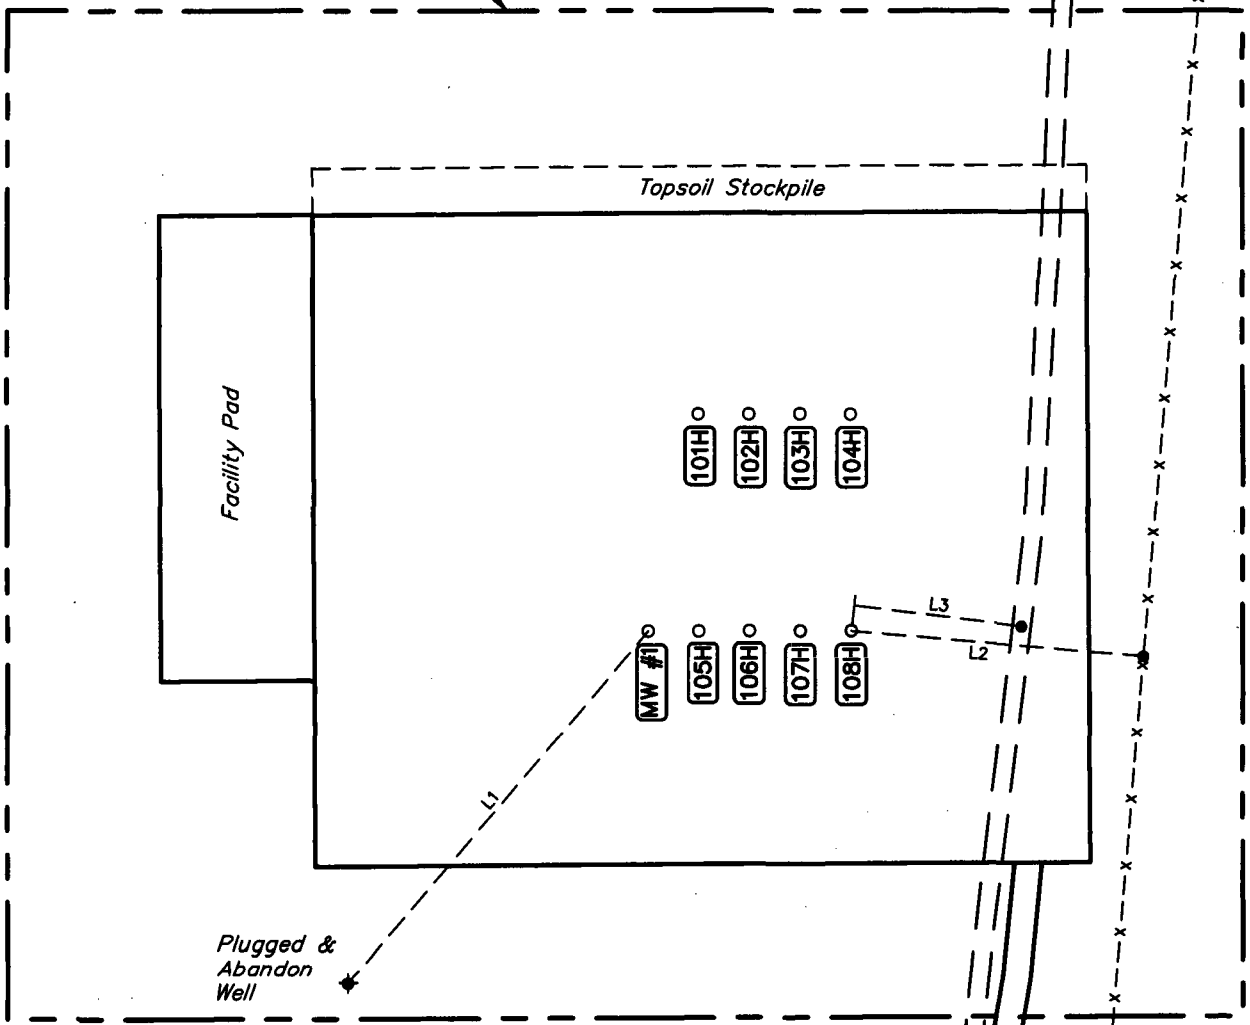 Topsoil Stockpile
Facility Pad
101H
102H
103H
104H
L3
L2
MW #1
105H
106H
107H
108H
L1
Plugged &
Abandon
Well